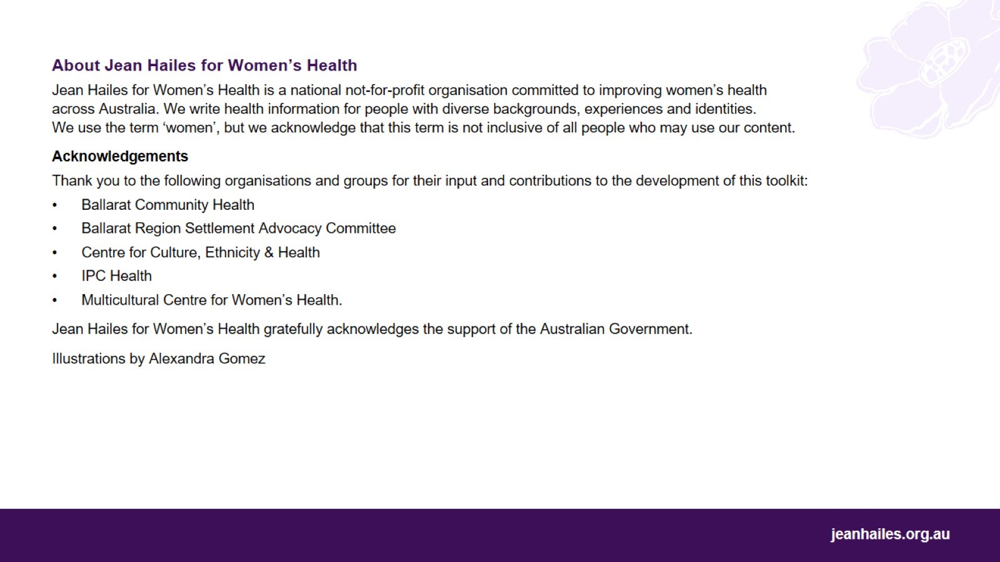 About Jean Hailes for Women’s Health
Jean Hailes for Women’s Health is a national not-for-profit organisation committed to improving women’s health
across Australia. We write health information for people with diverse backgrounds, experiences and identities.
We use the term ‘women’, but we acknowledge that this term is not inclusive of all people who may use our content.
Acknowledgements
Thank you to the following organisations and groups for their input and contributions to the development of this toolkit:
• Ballarat Community Health
• Ballarat Region Settlement Advocacy Committee
• Centre for Culture, Ethnicity & Health
• IPC Health
• Multicultural Centre for Women’s Health.
Jean Hailes for Women’s Health gratefully acknowledges the support of the Australian Government.
Illustrations by Alexandra Gomez
jeanhailes.org.au